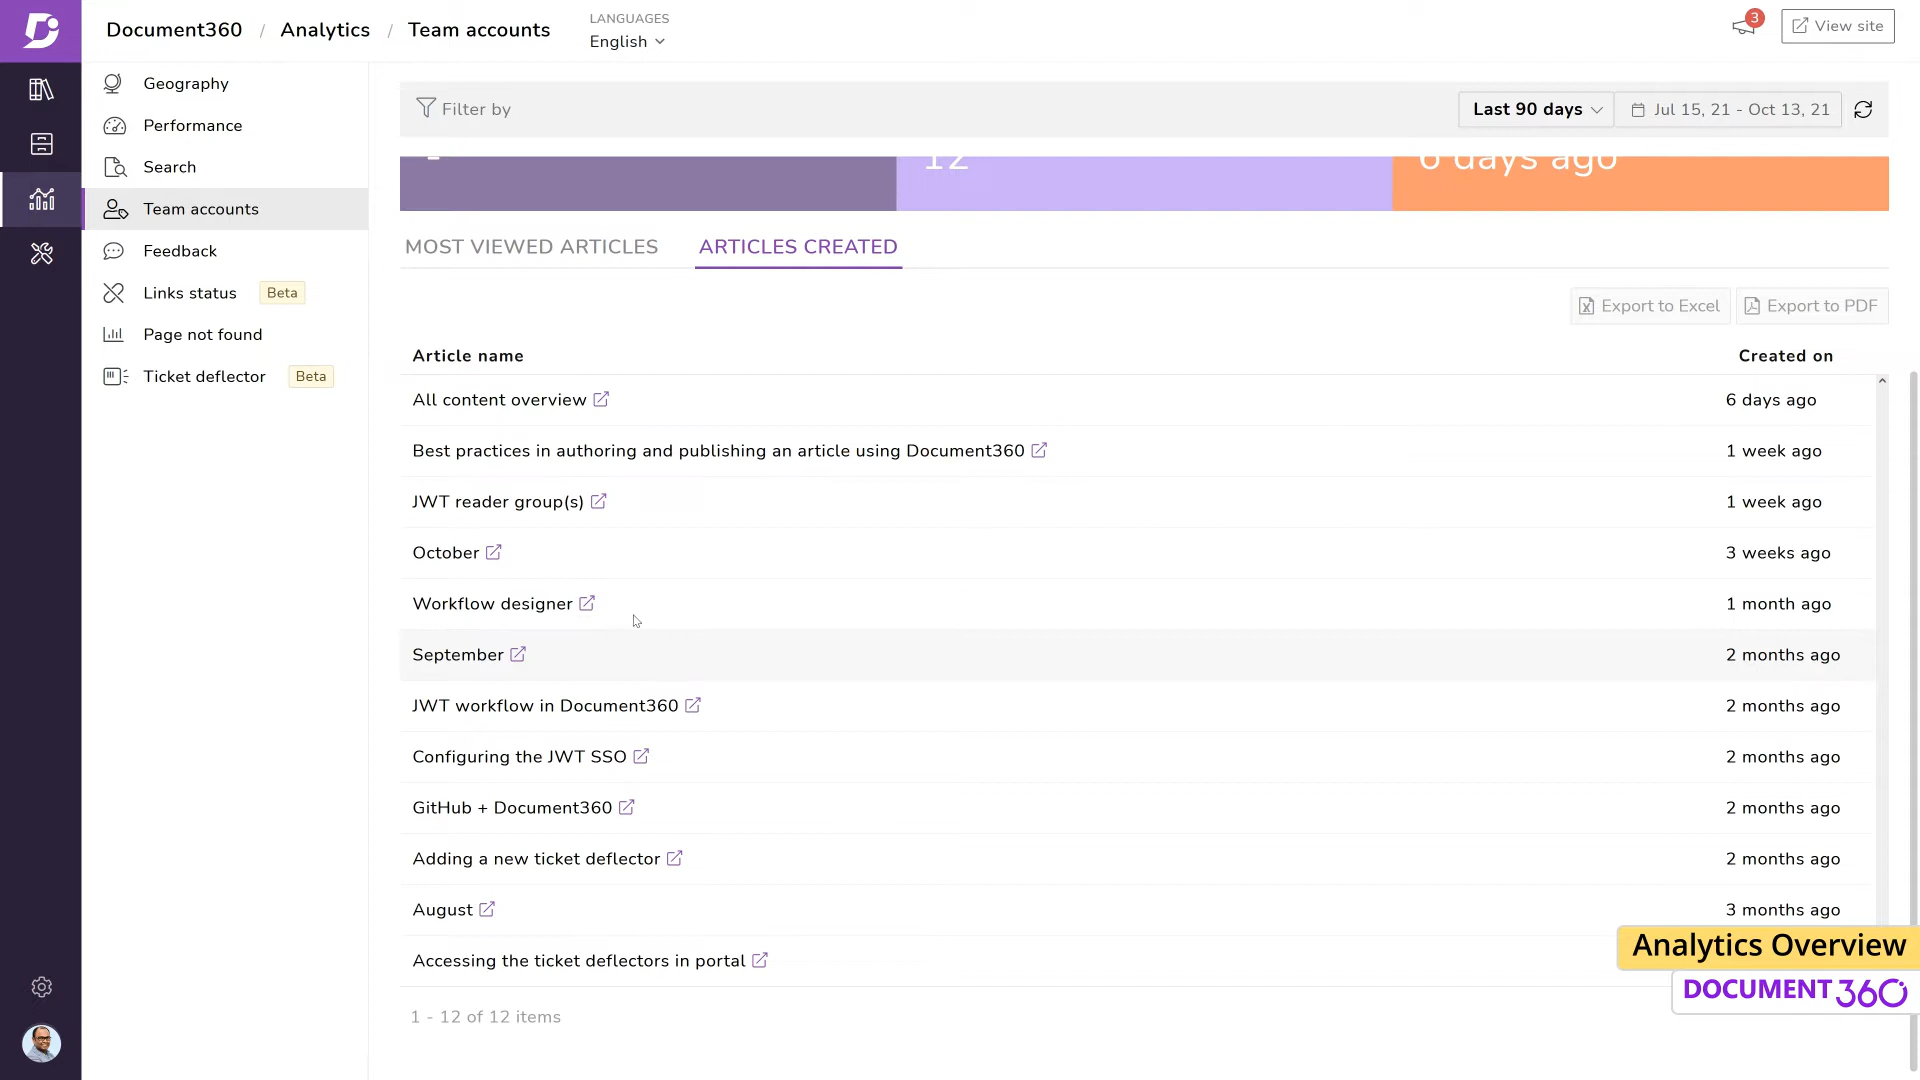 Document360 / Analytics / Team accounts
LANGUAGES
English
3
View site
Geography
Performance
Search
Team accounts
Feedback
Links status Beta
Page not found
Ticket deflector Beta
Filter by
Last 90 days
Jul 15, 21 - Oct 13, 21
12
6 days ago
MOST VIEWED ARTICLES
ARTICLES CREATED
Export to Excel
Export to PDF
Article name Created on
All content overview 6 days ago
Best practices in authoring and publishing an article using Document360 1 week ago
JWT reader group(s) 1 week ago
October 3 weeks ago
Workflow designer 1 month ago
September 2 months ago
JWT workflow in Document360 2 months ago
Configuring the JWT SSO 2 months ago
GitHub + Document360 2 months ago
Adding a new ticket deflector 2 months ago
August 3 months ago
Accessing the ticket deflectors in portal
1 - 12 of 12 items
Analytics Overview
DOCUMENT360